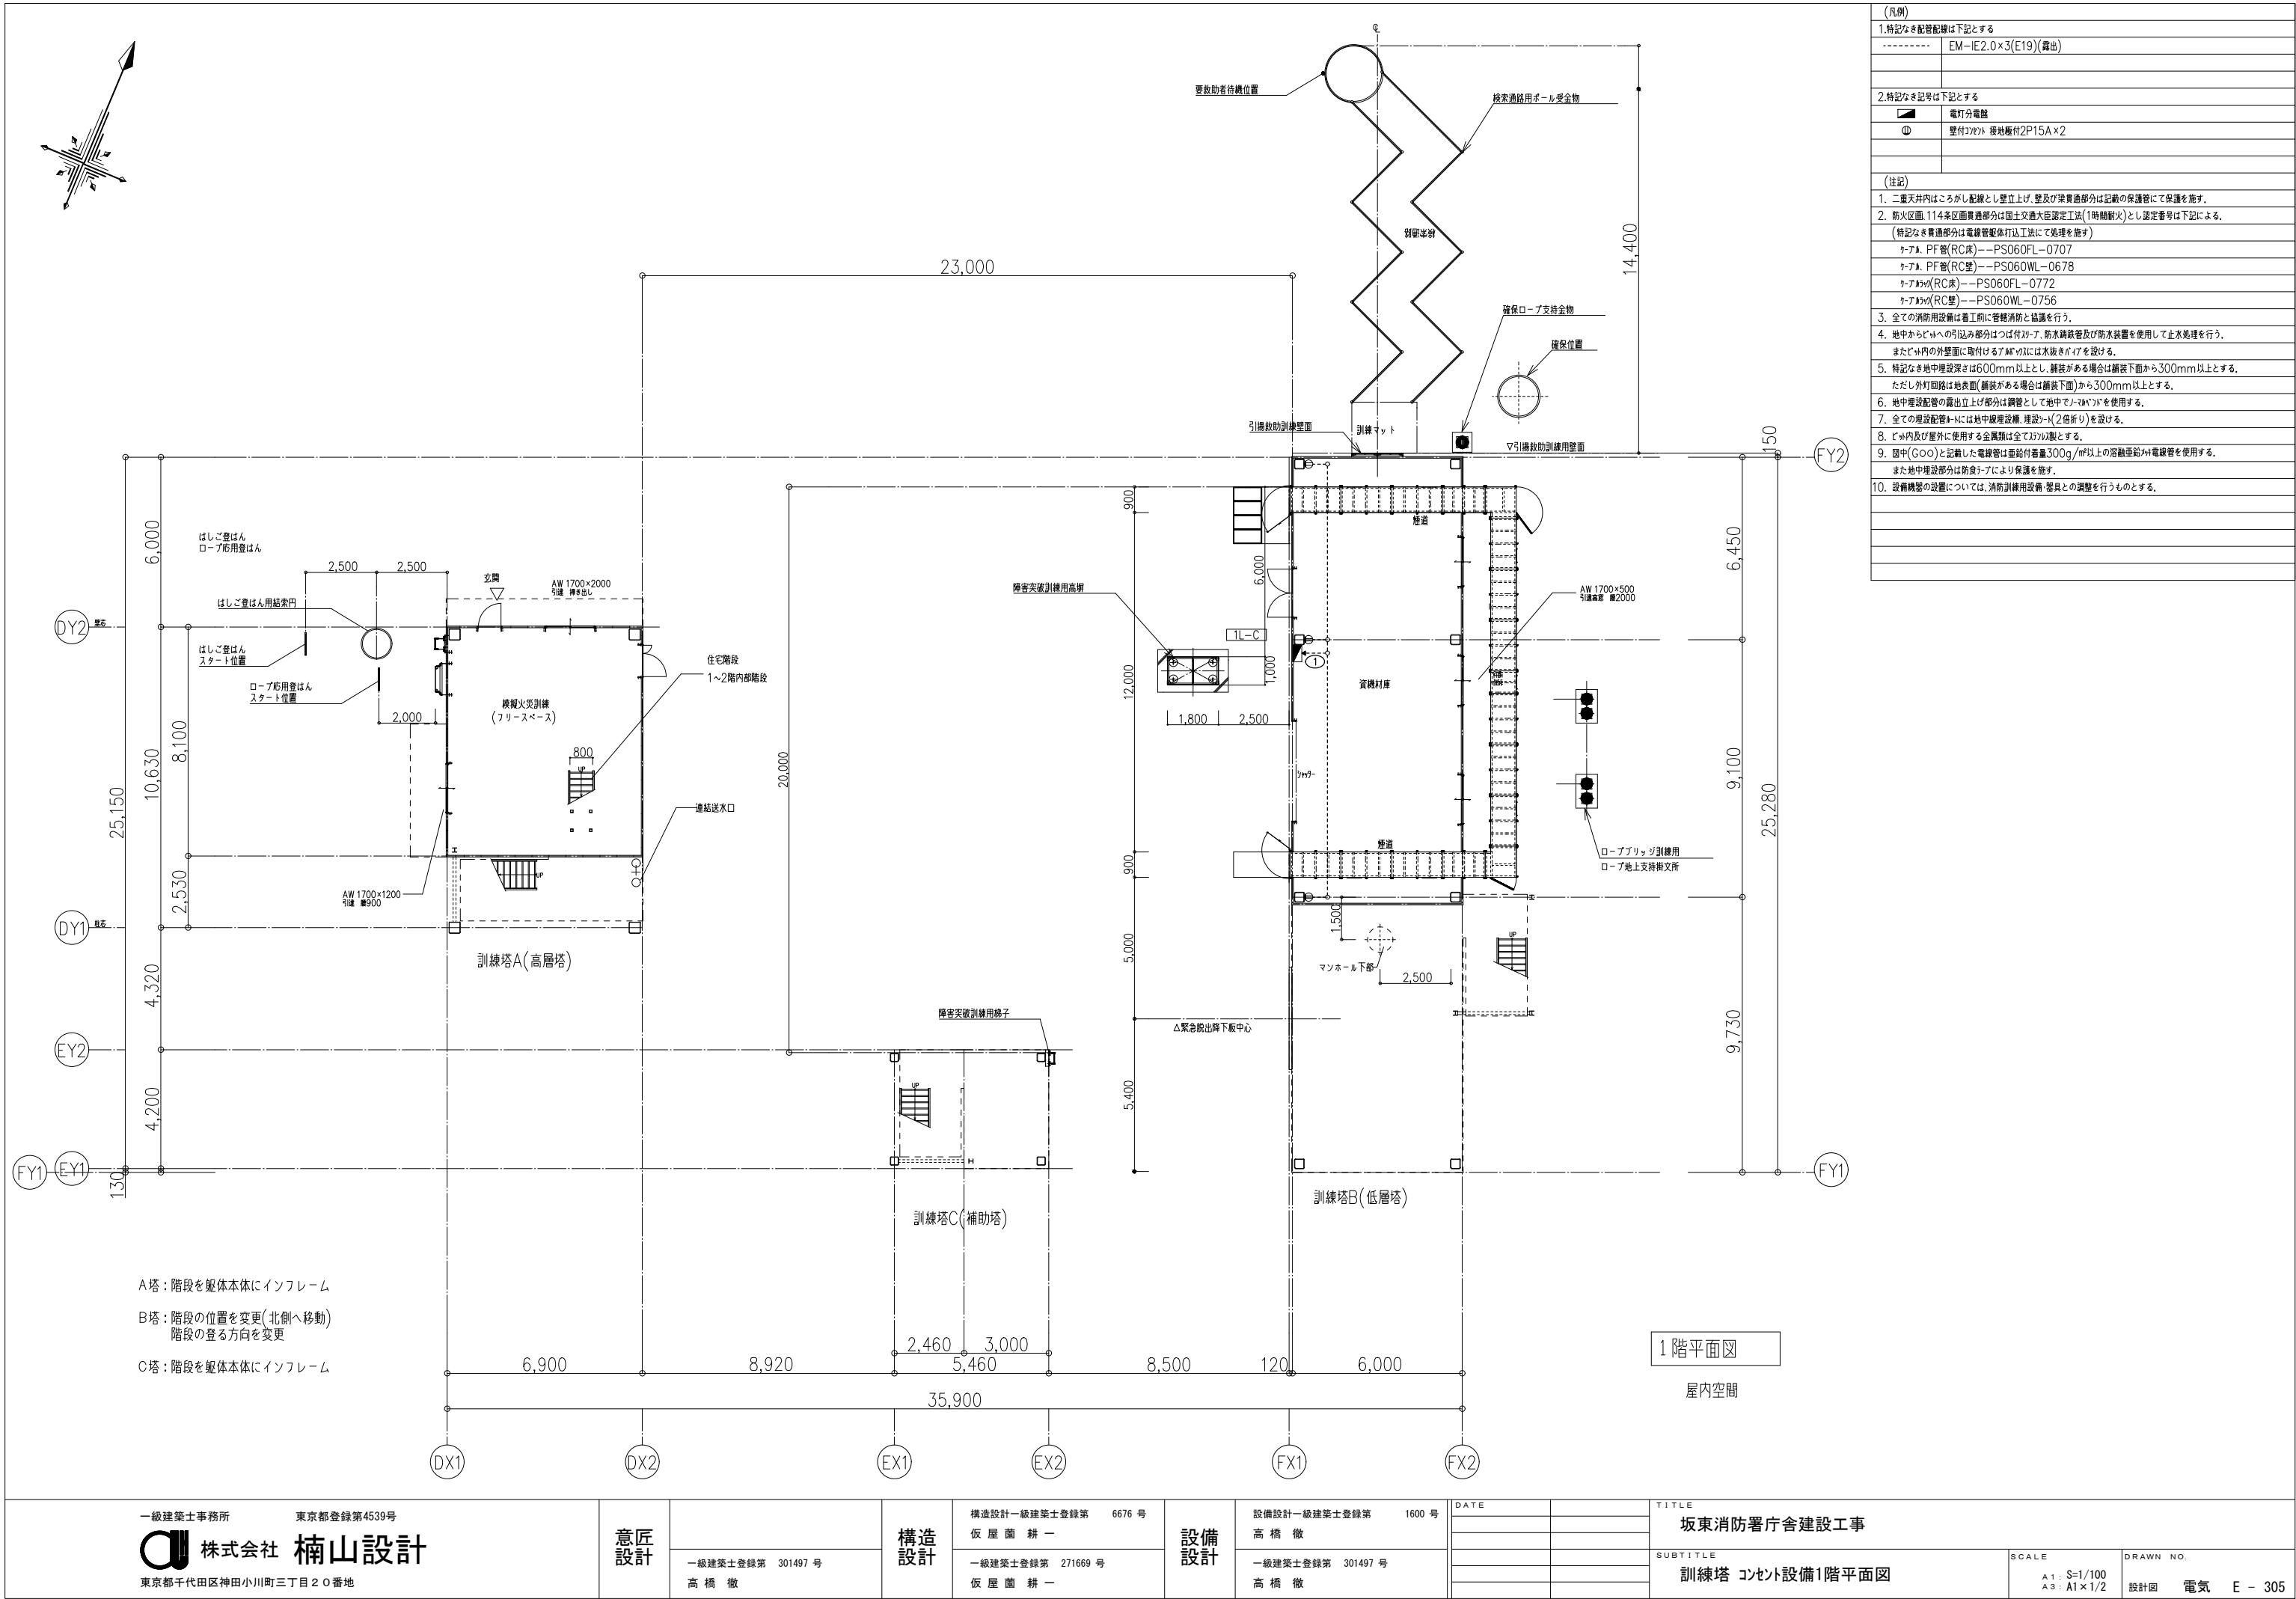 (凡例)
1.特記なき配管配線は下記とする
EM-IE2.0×3(E19)(露出)
2.特記なき記号は下記とする
電灯分電盤
壁付ｺﾝｾﾝﾄ 接地極付2P15A×2
(注記)
1. 二重天井内はころがし配線とし壁立上げ、壁及び梁貫通部分は記載の保護管にて保護を施す。
2. 防火区画、114条区画貫通部分は国土交通大臣認定工法(1時間耐火)とし認定番号は下記による。
(特記なき貫通部分は電線管躯体打込工法にて処理を施す)
ｹｰﾌﾞﾙ、PF管(RC床)--PS060FL-0707
ｹｰﾌﾞﾙ、PF管(RC壁)--PS060WL-0678
ｹｰﾌﾞﾙﾗｯｸ(RC床)--PS060FL-0772
ｹｰﾌﾞﾙﾗｯｸ(RC壁)--PS060WL-0756
3. 全ての消防用設備は着工前に管轄消防と協議を行う。
4. 地中からﾋﾟｯﾄへの引込み部分はつば付ｽﾘｰﾌﾞ、防水鋳鉄管及び防水装置を使用して止水処理を行う。
またﾋﾟｯﾄ内の外壁面に取付けるﾌﾟﾙﾎﾞｯｸｽには水抜きﾊﾟｲﾌﾟを設ける。
5. 特記なき地中埋設深さは600mm以上とし、舗装がある場合は舗装下面から300mm以上とする。
ただし外灯回路は地表面(舗装がある場合は舗装下面)から300mm以上とする。
6. 地中埋設配管の露出立上げ部分は鋼管として地中でﾉｰﾏﾙﾍﾞﾝﾄﾞを使用する。
7. 全ての埋設配管ﾙｰﾄには地中線埋設標、埋設ｼｰﾄ(2倍折り)を設ける。
8. ﾋﾟｯﾄ内及び屋外に使用する金属類は全てｽﾃﾝﾚｽ製とする。
9. 図中(G○○)と記載した電線管は亜鉛付着量300g/㎡以上の溶融亜鉛ﾒｯｷ電線管を使用する。
また地中埋設部分は防食ﾃｰﾌﾟにより保護を施す。
10. 設備機器の設置については、消防訓練用設備・器具との調整を行うものとする。
℄
要救助者待機位置
検索通路用ポール受金物
検索通路
14,400
23,000
確保ロープ支持金物
確保位置
引揚救助訓練壁面
訓練マット
▽引揚救助訓練用壁面
150
FY2
はしご登はん
ロープ応用登はん
2,500
2,500
はしご登はん用結索円
はしご登はん
スタート位置
ロープ応用登はん
スタート位置
2,000
玄関
AW 1700×2000
引違 掃き出し
模擬火災訓練
(フリースペース)
800
UP
住宅階段
1～2階内部階段
連結送水口
AW 1700×1200
引違 腰900
UP
訓練塔A(高層塔)
DY2
DY1
EY2
EY1
FY1
6,000
10,630
8,100
2,530
25,150
4,320
4,200
130
20,000
900
12,000
900
5,000
5,400
煙道
6,000
障害突破訓練用高塀
1L-C
1
1,000
1,800
2,500
資機材庫
ｼｬｯﾀｰ
煙道
煙道
AW 1700×500
引違高窓 腰2000
ロープブリッジ訓練用
ロープ地上支持掛文所
1,500
マンホール下部
2,500
UP
△緊急脱出降下板中心
障害突破訓練用梯子
UP
訓練塔C(補助塔)
訓練塔B(低層塔)
6,450
9,100
9,730
25,280
FY1
A塔：階段を躯体本体にインフレーム
B塔：階段の位置を変更(北側へ移動)
階段の登る方向を変更
C塔：階段を躯体本体にインフレーム
2,460
3,000
6,900
8,920
5,460
8,500
120
6,000
35,900
DX1
DX2
EX1
EX2
FX1
FX2
1階平面図
屋内空間
一級建築士事務所 東京都登録第4539号
株式会社 楠山設計
東京都千代田区神田小川町三丁目20番地
意匠
設計
一級建築士登録第 301497 号
高 橋 徹
構造
設計
構造設計一級建築士登録第 6676 号
仮 屋 薗 耕 一
一級建築士登録第 271669 号
仮 屋 薗 耕 一
設備
設計
設備設計一級建築士登録第 1600 号
高 橋 徹
一級建築士登録第 301497 号
高 橋 徹
DATE
TITLE
坂東消防署庁舎建設工事
SUBTITLE
訓練塔 ｺﾝｾﾝﾄ設備1階平面図
SCALE
A1: S=1/100
A3: A1×1/2
DRAWN NO.
設計図 電気 E - 305